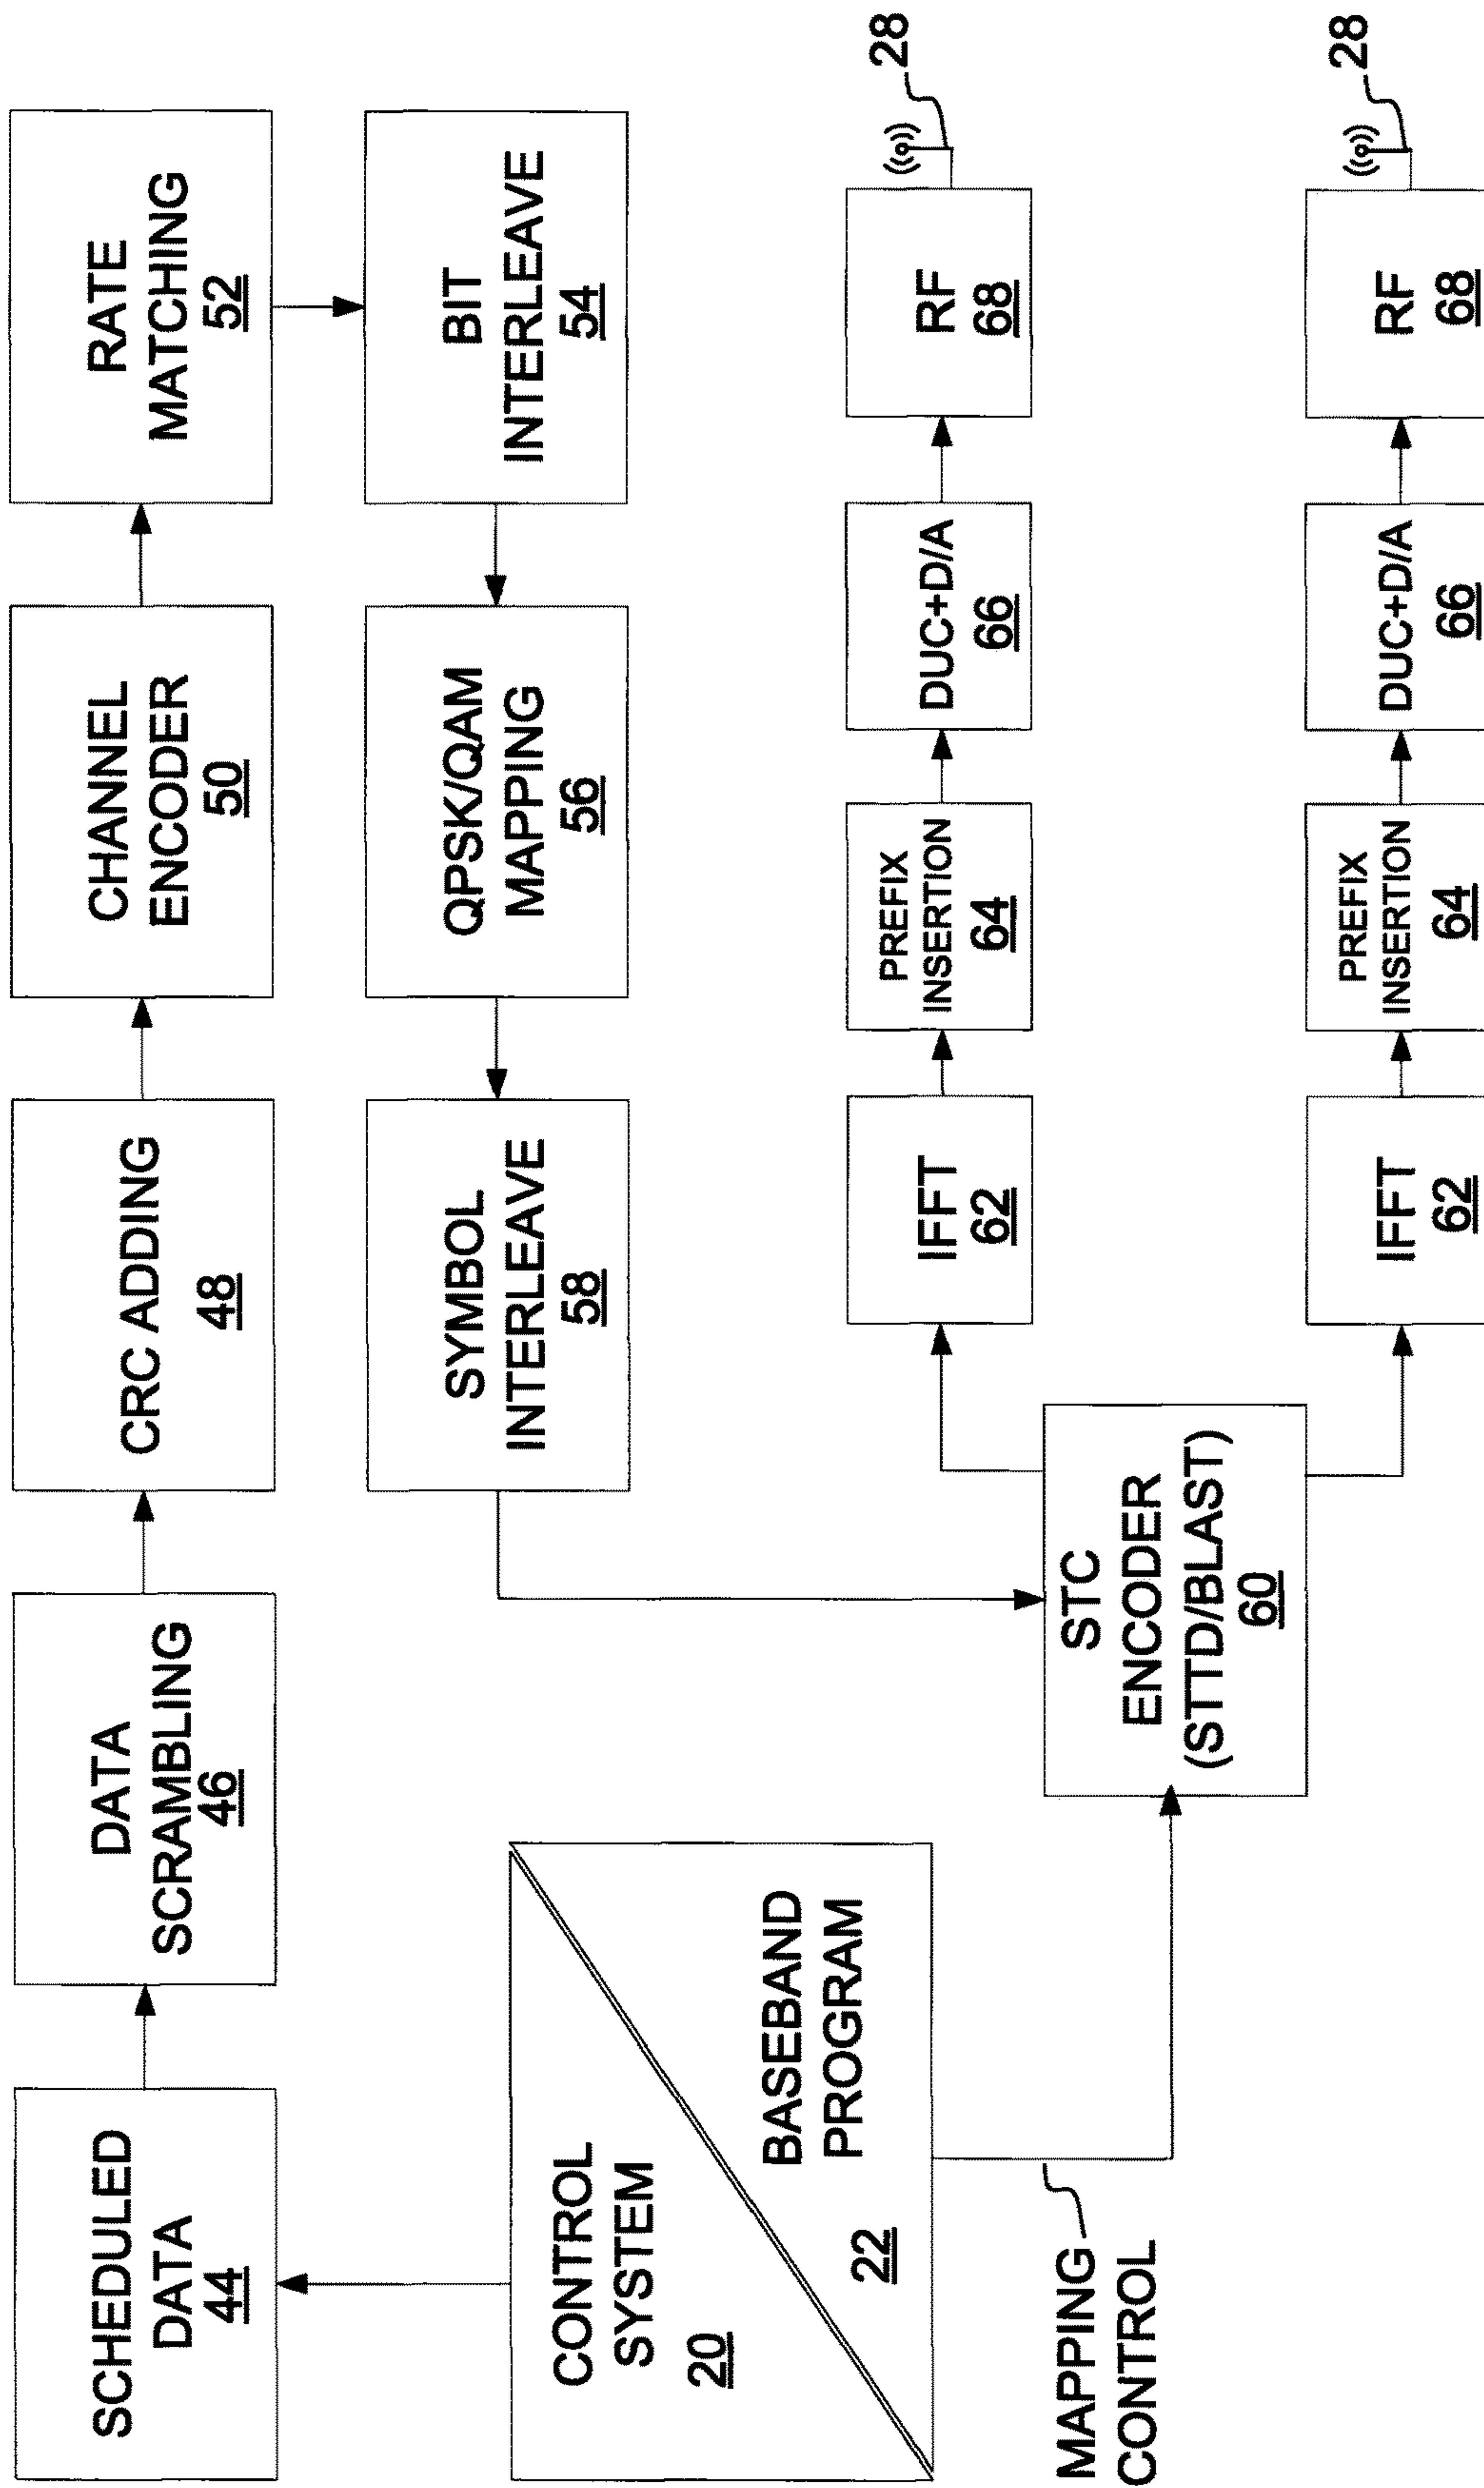 SCHEDULED
DATA
44
DATA
SCRAMBLING
46
CRC ADDING
48
CHANNEL
ENCODER
50
RATE
MATCHING
52
BIT
INTERLEAVE
54
QPSK/QAM
MAPPING
56
SYMBOL
INTERLEAVE
58
CONTROL
SYSTEM
20
BASEBAND
PROGRAM
22
MAPPING
CONTROL
STC
ENCODER
(STTD/BLAST)
60
IFFT
62
PREFIX
INSERTION
64
DUC+D/A
66
RF
68
28
IFFT
62
PREFIX
INSERTION
64
DUC+D/A
66
RF
68
28